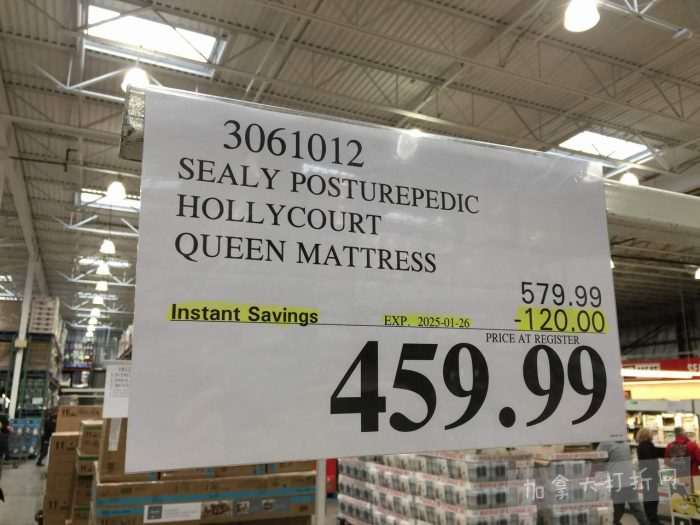 3061012
SEALY POSTUREPEDIC
HOLLYCOURT
QUEEN MATTRESS
579.99
Instant Savings EXP. 2025-01-26 -120.00
PRICE AT REGISTER
459.99
加拿大打折网